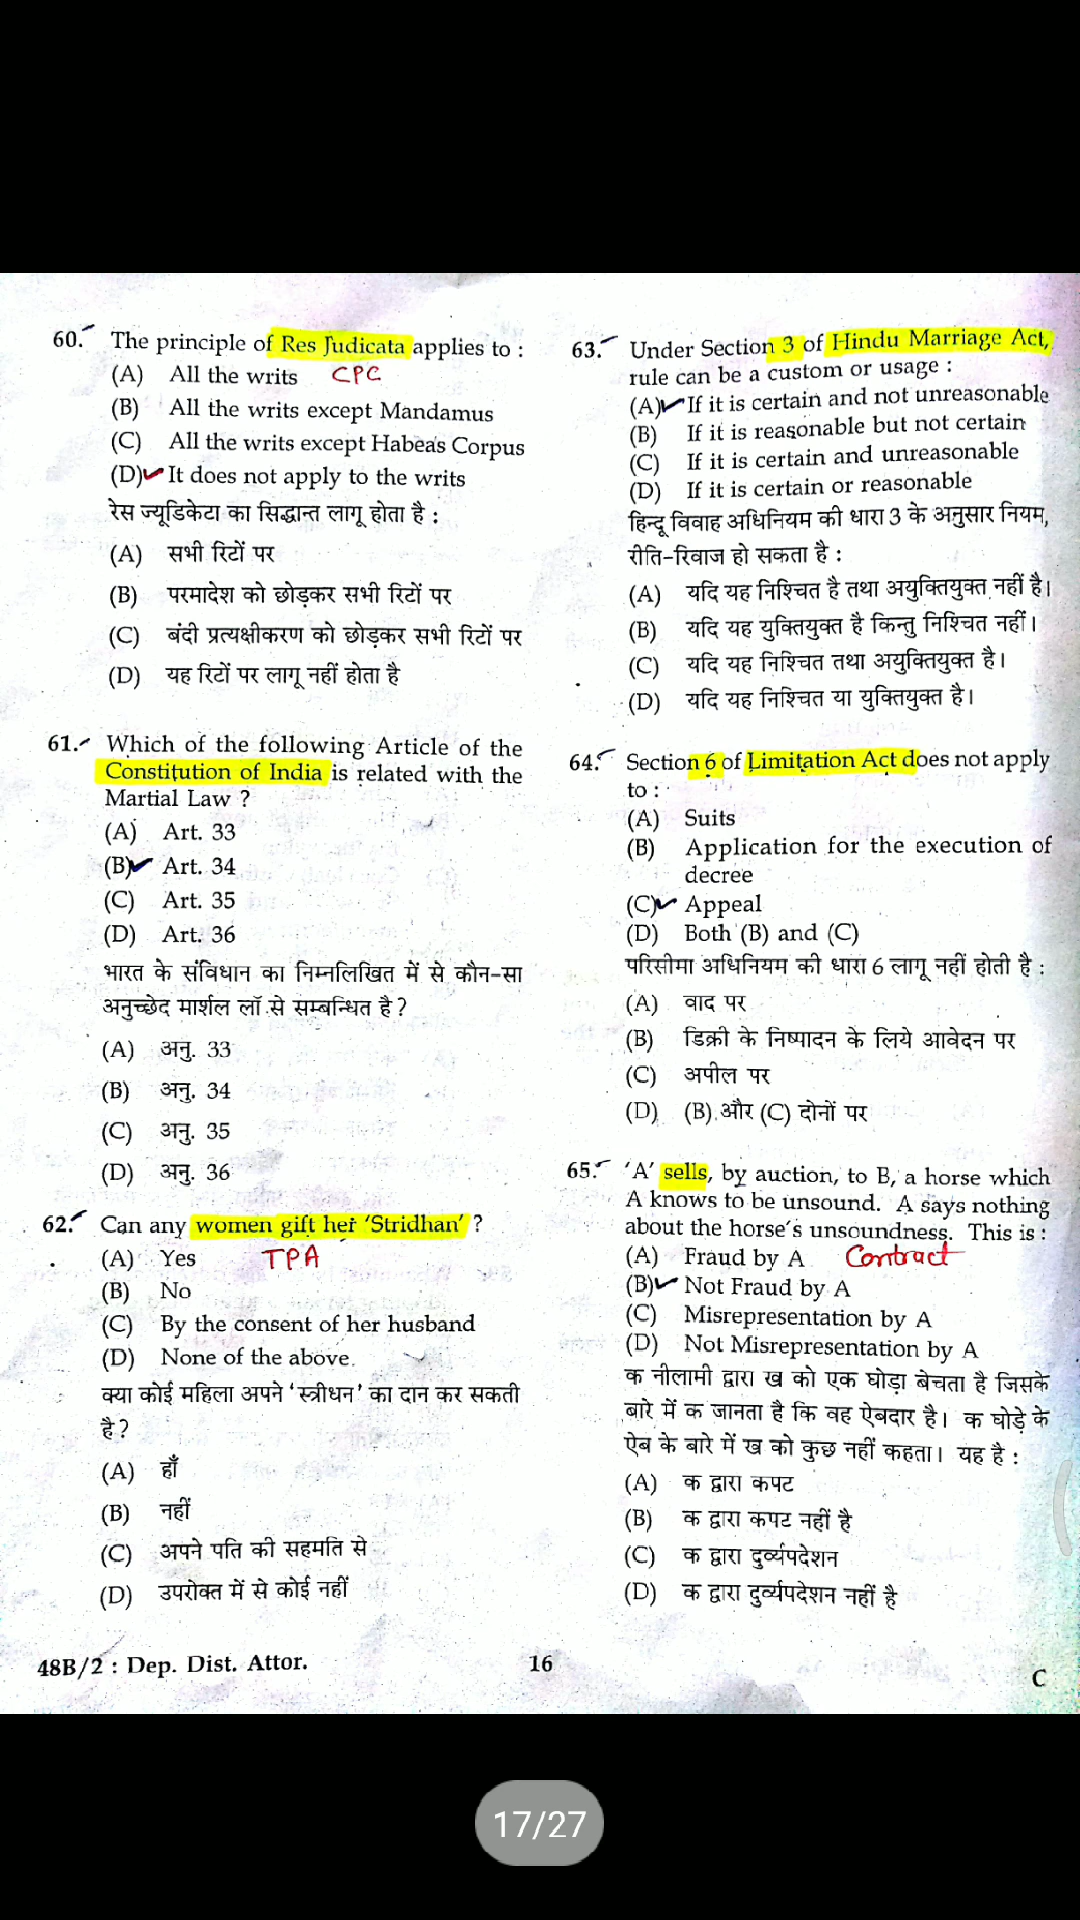 60. The principle of Res Judicata applies to :
(A) All the writs CPC
(B) All the writs except Mandamus
(C) All the writs except Habeas Corpus
(D) It does not apply to the writs
रेस ज्यूडिकेटा का सिद्धान्त लागू होता है :
(A) सभी रिटों पर
(B) परमादेश को छोड़कर सभी रिटों पर
(C) बंदी प्रत्यक्षीकरण को छोड़कर सभी रिटों पर
(D) यह रिटों पर लागू नहीं होता है
61. Which of the following Article of the
Constitution of India is related with the
Martial Law ?
(A) Art. 33
(B) Art. 34
(C) Art. 35
(D) Art. 36
भारत के संविधान का निम्नलिखित में से कौन-सा
अनुच्छेद मार्शल लॉ से सम्बन्धित है ?
(A) अनु. 33
(B) अनु. 34
(C) अनु. 35
(D) अनु. 36
62. Can any women gift her 'Stridhan' ?
(A) Yes TPA
(B) No
(C) By the consent of her husband
(D) None of the above.
क्या कोई महिला अपने 'स्त्रीधन' का दान कर सकती
है ?
(A) हाँ
(B) नहीं
(C) अपने पति की सहमति से
(D) उपरोक्त में से कोई नहीं
63. Under Section 3 of Hindu Marriage Act,
rule can be a custom or usage :
(A) If it is certain and not unreasonable
(B) If it is reasonable but not certain
(C) If it is certain and unreasonable
(D) If it is certain or reasonable
हिन्दू विवाह अधिनियम की धारा 3 के अनुसार नियम,
रीति-रिवाज हो सकता है :
(A) यदि यह निश्चित है तथा अयुक्तियुक्त नहीं है।
(B) यदि यह युक्तियुक्त है किन्तु निश्चित नहीं।
(C) यदि यह निश्चित तथा अयुक्तियुक्त है।
(D) यदि यह निश्चित या युक्तियुक्त है।
64. Section 6 of Limitation Act does not apply
to :
(A) Suits
(B) Application for the execution of
decree
(C) Appeal
(D) Both (B) and (C)
परिसीमा अधिनियम की धारा 6 लागू नहीं होती है :
(A) वाद पर
(B) डिक्री के निष्पादन के लिये आवेदन पर
(C) अपील पर
(D) (B) और (C) दोनों पर
65. 'A' sells, by auction, to B, a horse which
A knows to be unsound. A says nothing
about the horse's unsoundness. This is :
(A) Fraud by A Contract
(B) Not Fraud by A
(C) Misrepresentation by A
(D) Not Misrepresentation by A
क नीलामी द्वारा ख को एक घोड़ा बेचता है जिसके
बारे में क जानता है कि वह ऐबदार है। क घोड़े के
ऐब के बारे में ख को कुछ नहीं कहता। यह है :
(A) क द्वारा कपट
(B) क द्वारा कपट नहीं है
(C) क द्वारा दुर्व्यपदेशन
(D) क द्वारा दुर्व्यपदेशन नहीं है
48B/2 : Dep. Dist. Attor.
16
C
17/27